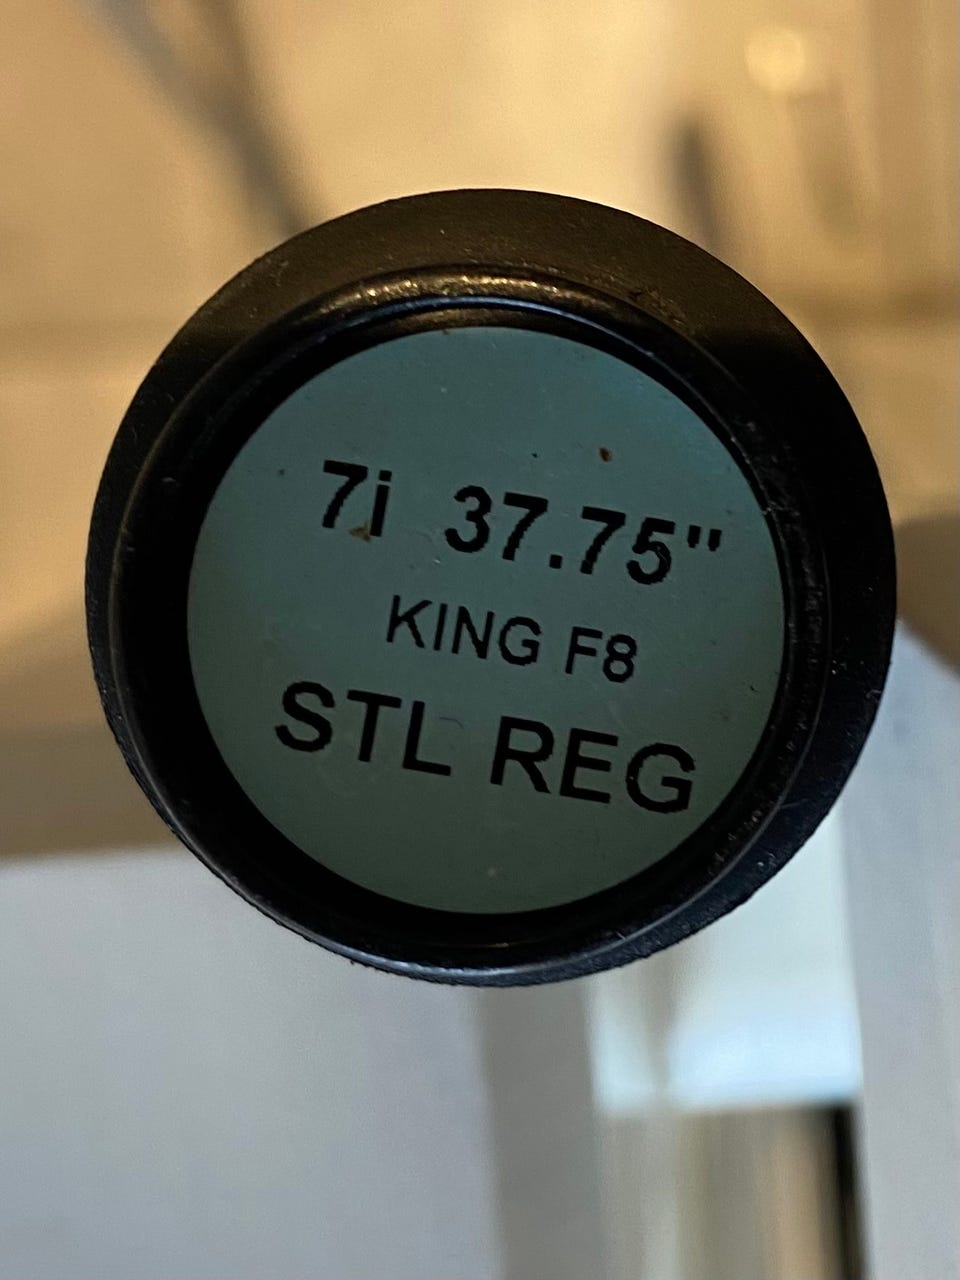 7i 37.75"
KING F8
STL REG